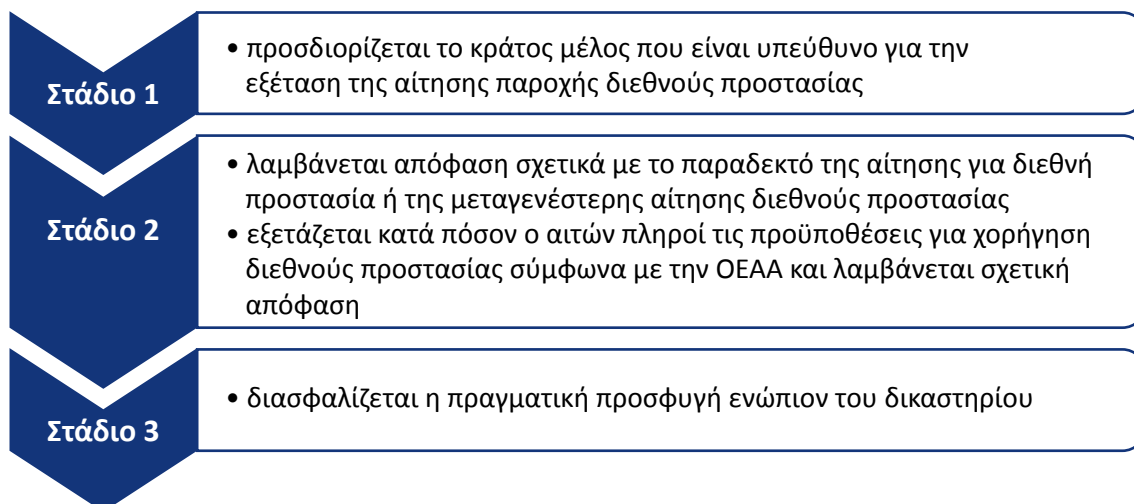 Στάδιο 1
• προσδιορίζεται το κράτος μέλος που είναι υπεύθυνο για την
εξέταση της αίτησης παροχής διεθνούς προστασίας
Στάδιο 2
• λαμβάνεται απόφαση σχετικά με το παραδεκτό της αίτησης για διεθνή
προστασία ή της μεταγενέστερης αίτησης διεθνούς προστασίας
• εξετάζεται κατά πόσον ο αιτών πληροί τις προϋποθέσεις για χορήγηση
διεθνούς προστασίας σύμφωνα με την ΟΕΑΑ και λαμβάνεται σχετική
απόφαση
Στάδιο 3
• διασφαλίζεται η πραγματική προσφυγή ενώπιον του δικαστηρίου